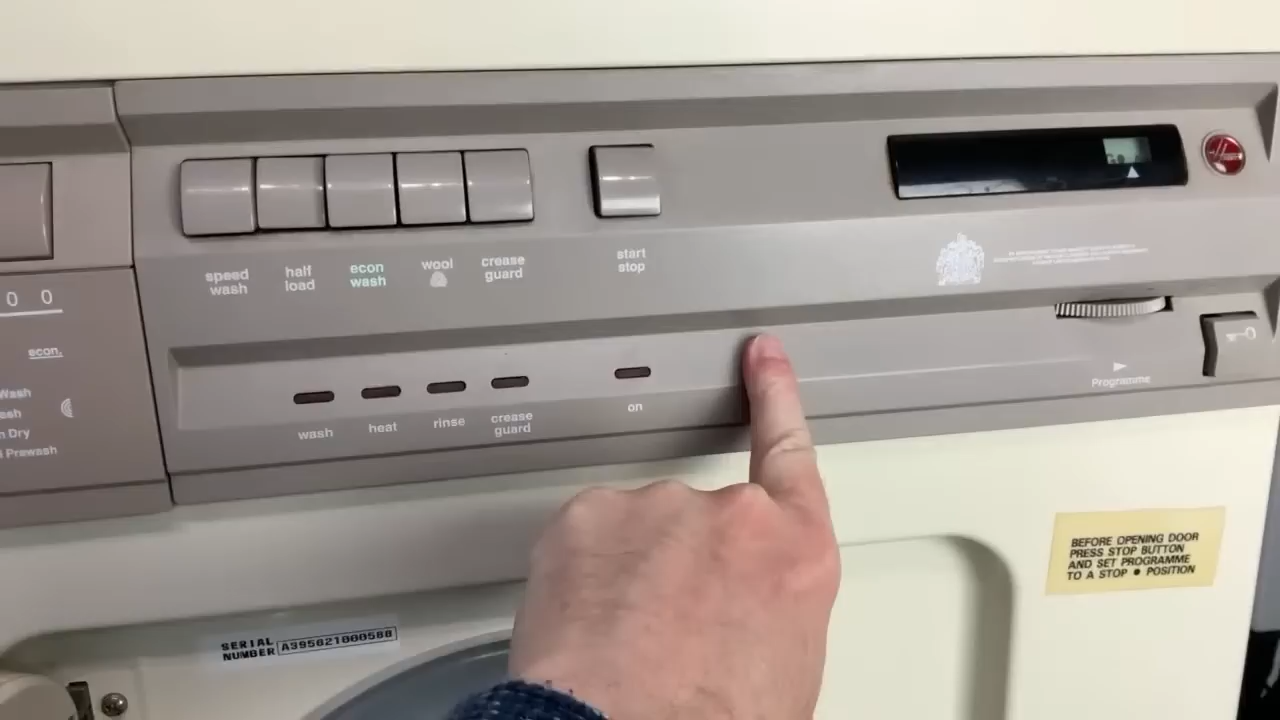 speed
wash
half
load
econ
wash
wool
crease
guard
start
stop
0 0
econ.
Wash
n Dry
Prewash
wash
heat
rinse
crease
guard
on
Programme
BEFORE OPENING DOOR
PRESS STOP BUTTON
AND SET PROGRAMME
TO A STOP ● POSITION
SERIAL
NUMBER A395821000588